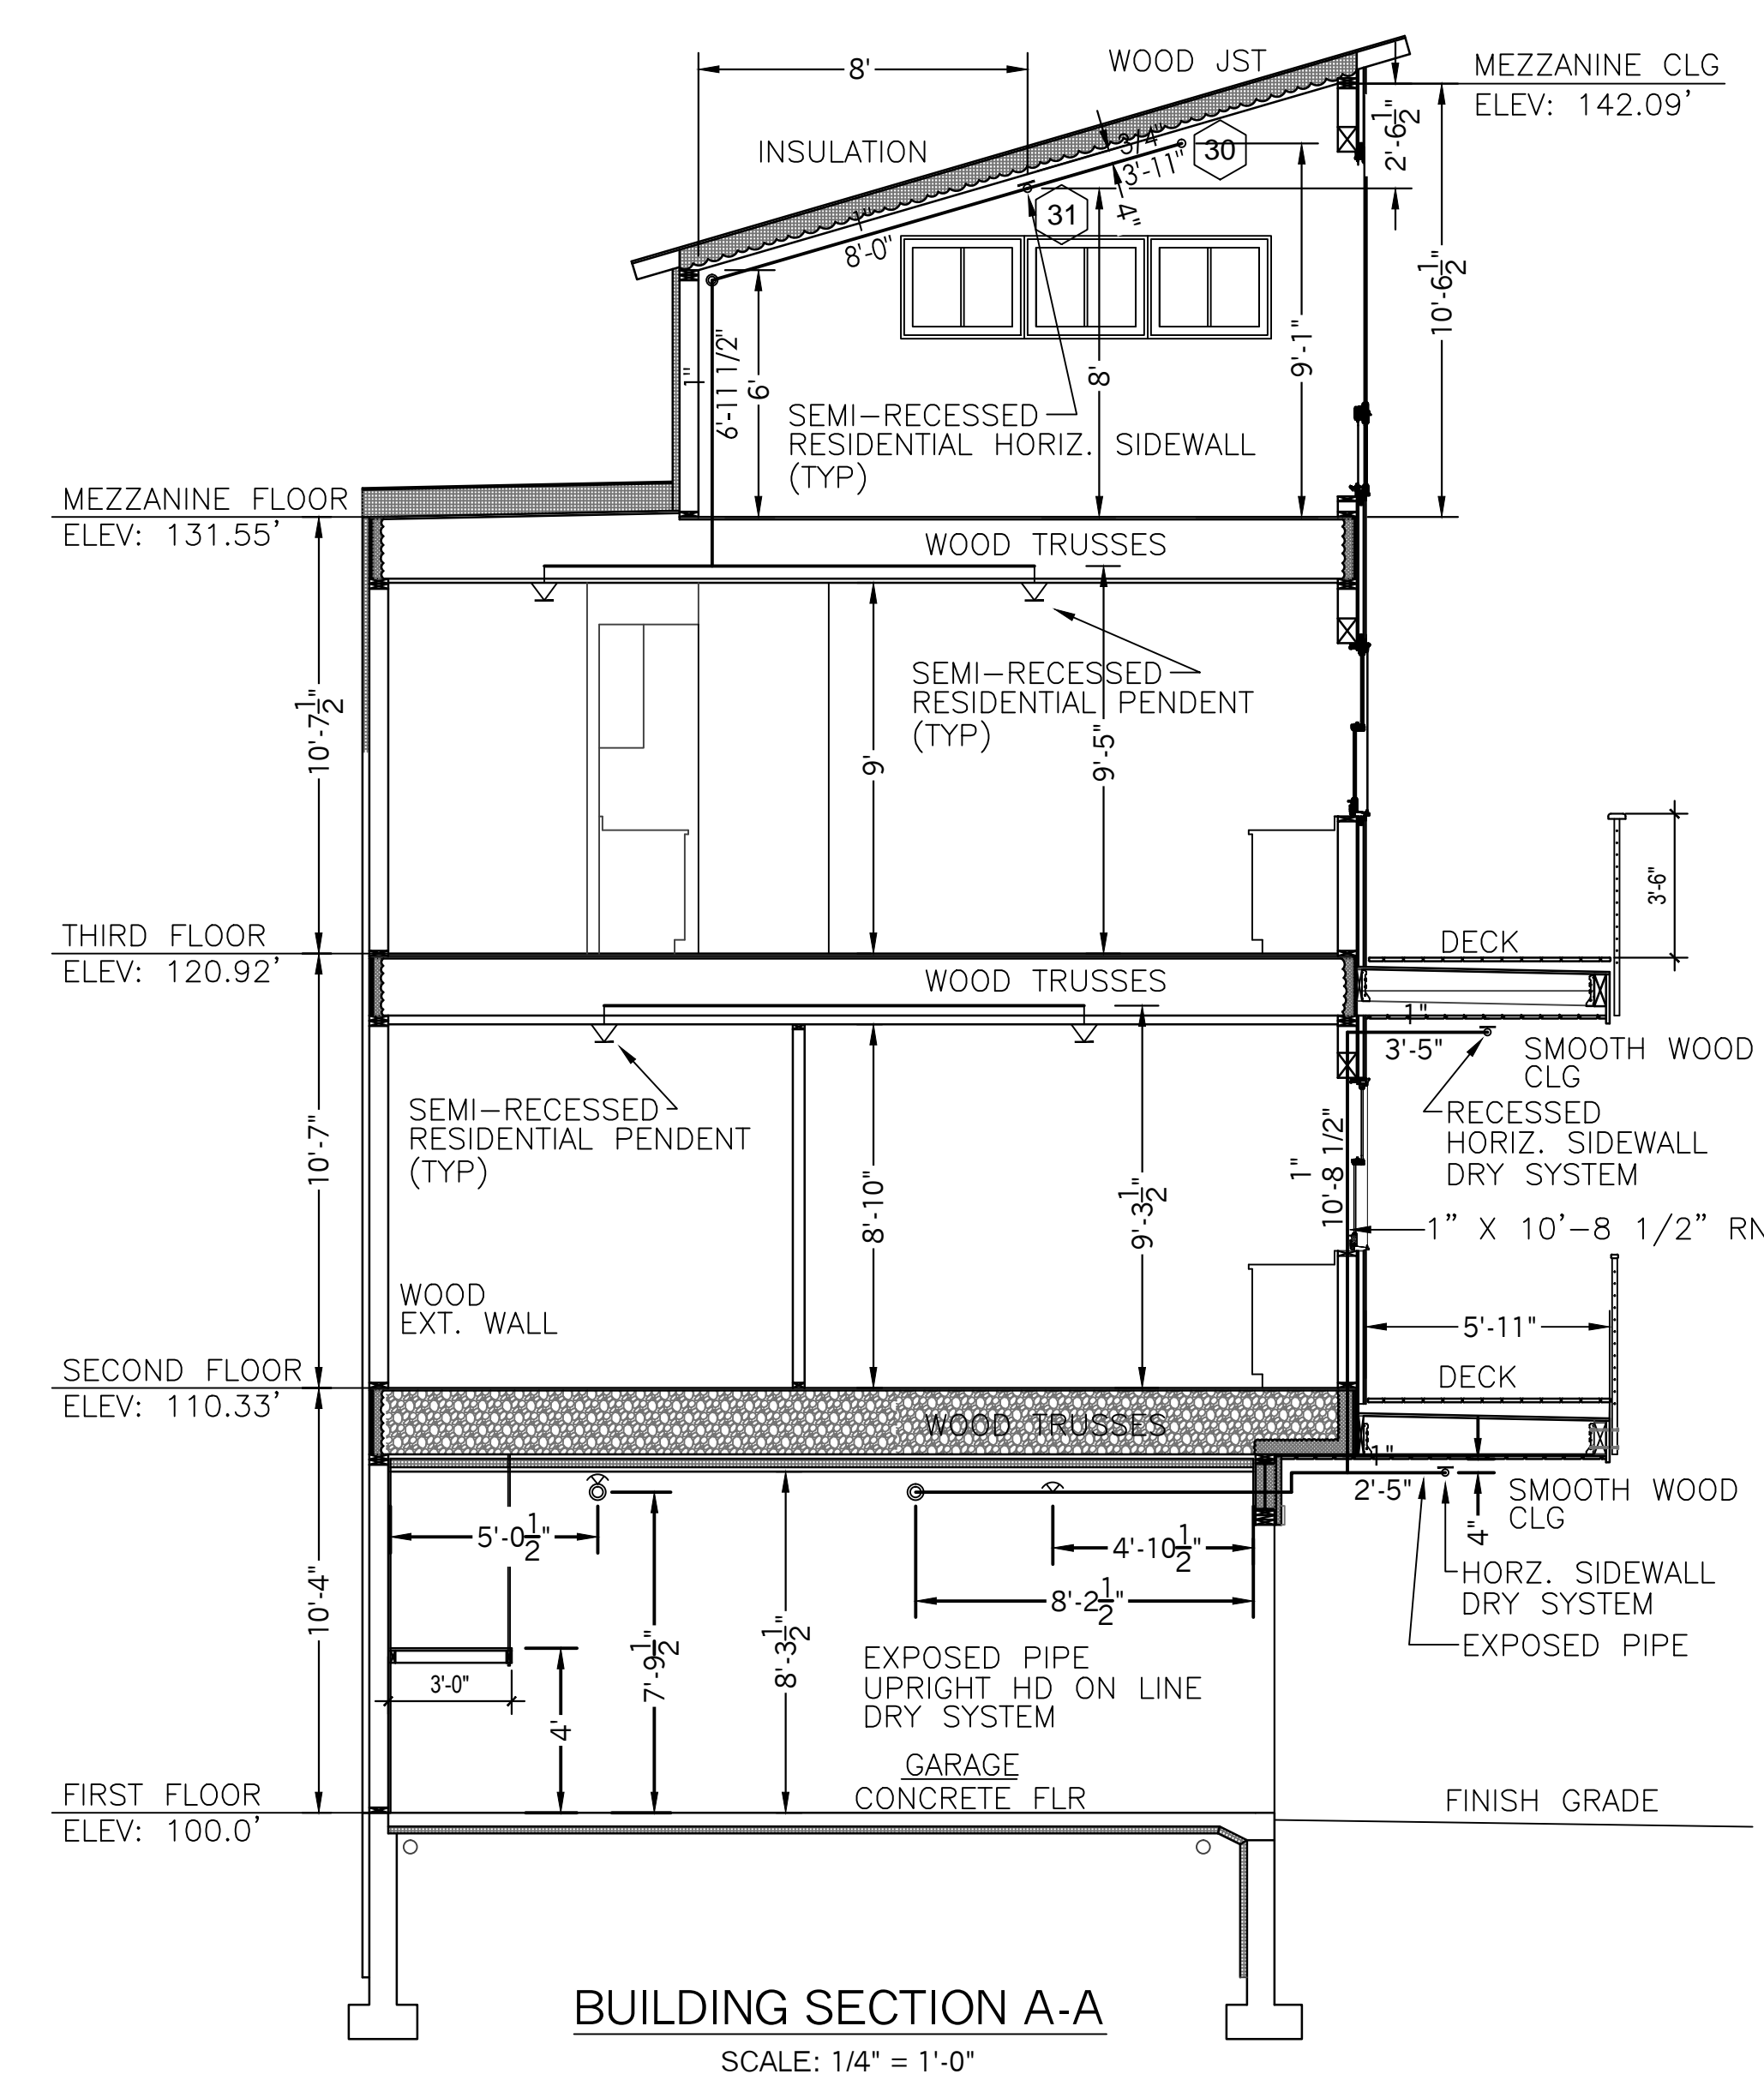 8'
WOOD JST
MEZZANINE CLG
ELEV: 142.09'
INSULATION
3/4"
3'-11"
30
2'-6 1/2"
31
4"
1"
8'-0"
10'-6 1/2"
1"
6'-11 1/2"
6'
8'
9'-1"
SEMI-RECESSED
RESIDENTIAL HORIZ. SIDEWALL
(TYP)
MEZZANINE FLOOR
ELEV: 131.55'
WOOD TRUSSES
SEMI-RECESSED
RESIDENTIAL PENDENT
(TYP)
10'-7 1/2"
9'
9'-5"
3'-6"
THIRD FLOOR
ELEV: 120.92'
DECK
WOOD TRUSSES
1"
3'-5"
SMOOTH WOOD
CLG
RECESSED
HORIZ. SIDEWALL
DRY SYSTEM
SEMI-RECESSED
RESIDENTIAL PENDENT
(TYP)
10'-7"
8'-10"
9'-3 1/2"
1"
10'-8 1/2"
1” X 10’-8 1/2” RN
WOOD
EXT. WALL
5'-11"
SECOND FLOOR
ELEV: 110.33'
DECK
WOOD TRUSSES
1"
2'-5"
SMOOTH WOOD
CLG
4"
5'-0 1/2"
4'-10 1/2"
8'-2 1/2"
HORZ. SIDEWALL
DRY SYSTEM
EXPOSED PIPE
10'-4"
7'-9 1/2"
8'-3 1/2"
3'-0"
4'
EXPOSED PIPE
UPRIGHT HD ON LINE
DRY SYSTEM
GARAGE
CONCRETE FLR
FIRST FLOOR
ELEV: 100.0'
FINISH GRADE
BUILDING SECTION A-A
SCALE: 1/4" = 1'-0"